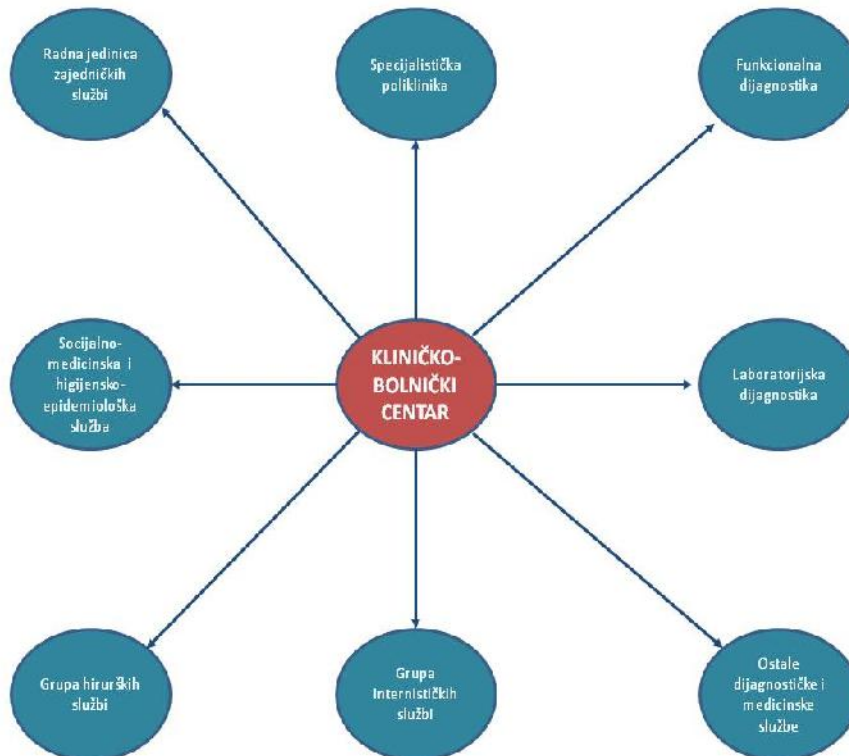 Radna jedinica
zajedničkih
službi
Specijalistička
poliklinika
Funkcionalna
dijagnostika
Socijalno-
medicinska i
higijensko-
epidemiološka
služba
KLINIČKO-
BOLNIČKI
CENTAR
Laboratorijska
dijagnostika
Grupa hirurških
službi
Grupa
Internističkih
službi
Ostale
dijagnostičke i
medicinske
službe